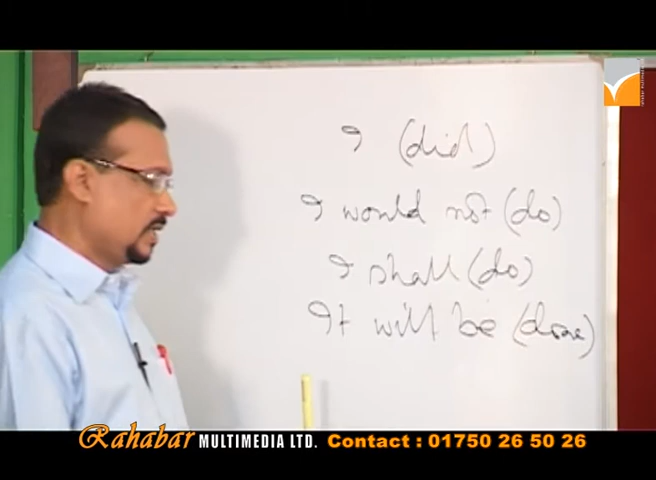 I (did)
I would not (do)
I shall (do)
It will be (done)
Rahabar MULTIMEDIA LTD. Contact : 01750 26 50 26